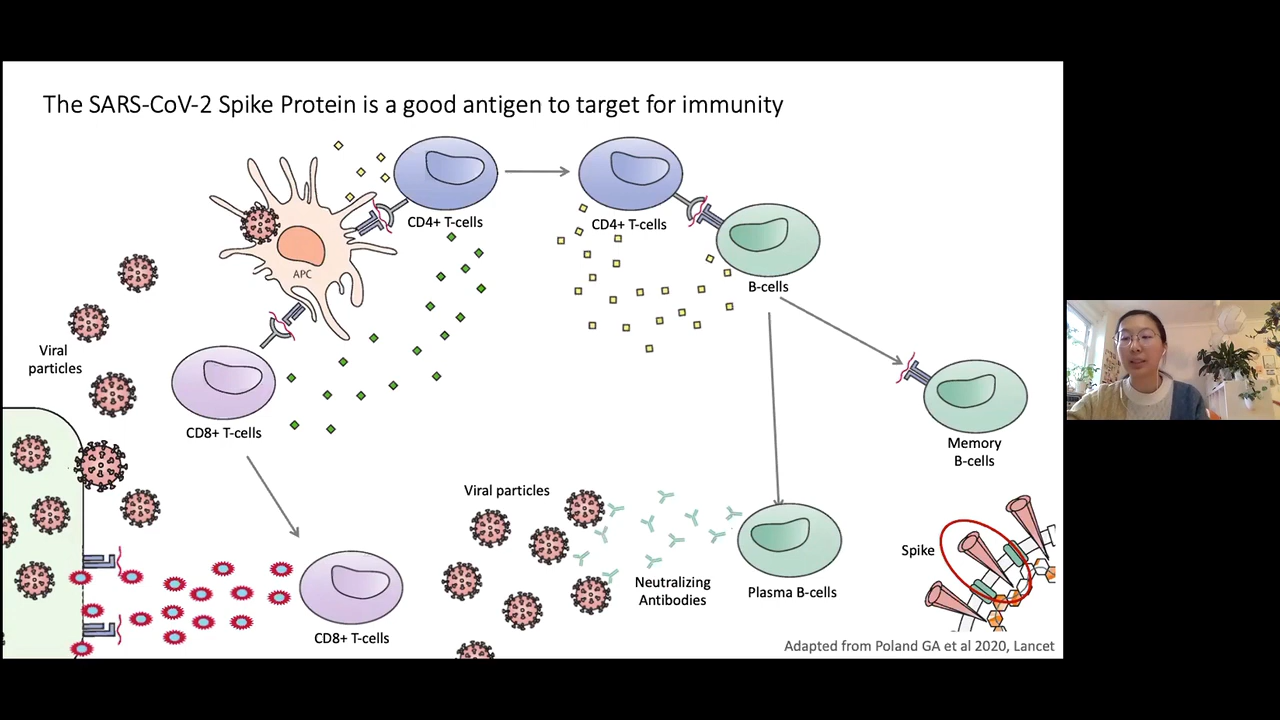 The SARS-CoV-2 Spike Protein is a good antigen to target for immunity
CD4+ T-cells
CD4+ T-cells
APC
B-cells
Viral
particles
CD8+ T-cells
Memory
B-cells
Viral particles
Spike
Neutralizing
Antibodies
Plasma B-cells
CD8+ T-cells
Adapted from Poland GA et al 2020, Lancet